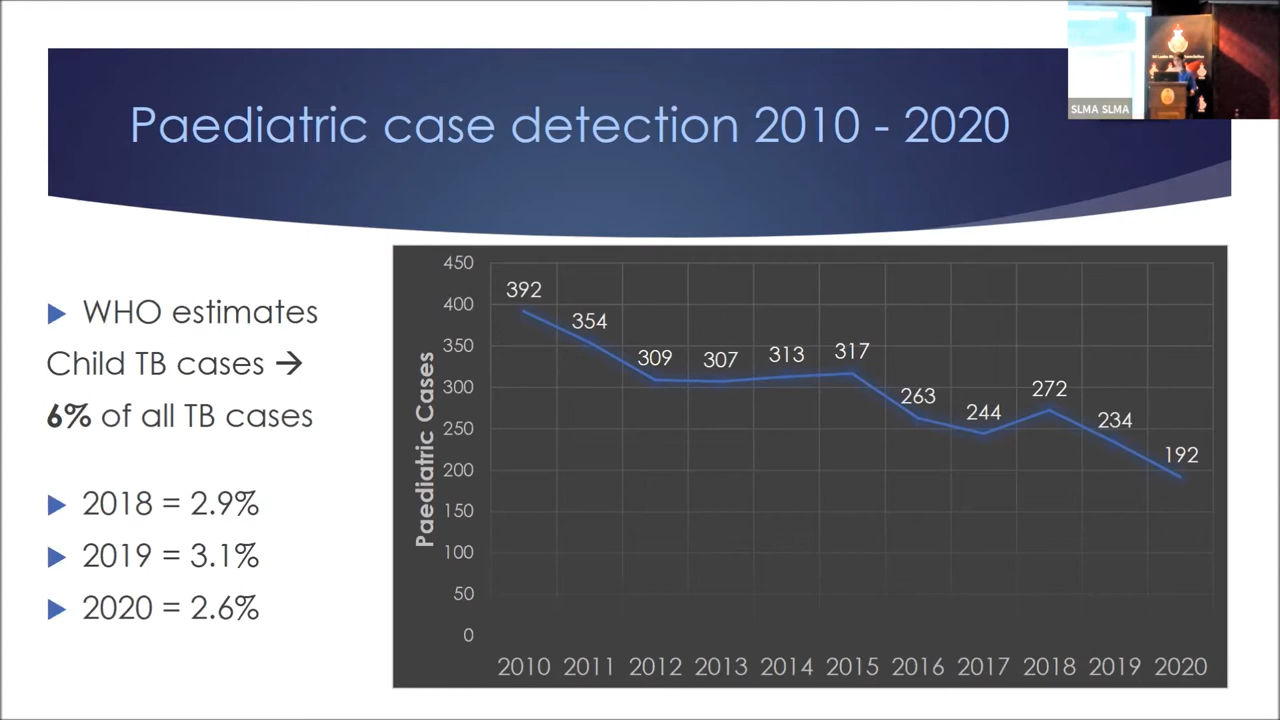 Paediatric case detection 2010 - 2020
SLMA SLMA
WHO estimates
Child TB cases →
6% of all TB cases
2018 = 2.9%
2019 = 3.1%
2020 = 2.6%
Paediatric Cases
450
400
350
300
250
200
150
100
50
0
392
354
309
307
313
317
263
244
272
234
192
2010 2011 2012 2013 2014 2015 2016 2017 2018 2019 2020